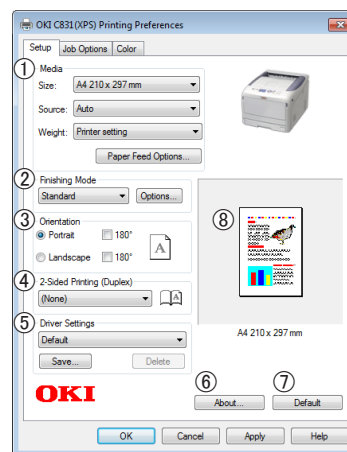 OKI C831(XPS) Printing Preferences
Setup Job Options Color
① Media
Size: A4 210 x 297 mm
Source: Auto
Weight: Printer setting
Paper Feed Options...
② Finishing Mode
Standard Options...
③ Orientation
Portrait 180°
Landscape 180°
A
④ 2-Sided Printing (Duplex)
(None) A
⑤ Driver Settings
Default
Save... Delete
⑧
A4 210 x 297 mm
OKI
⑥ ⑦
About... Default
OK Cancel Apply Help